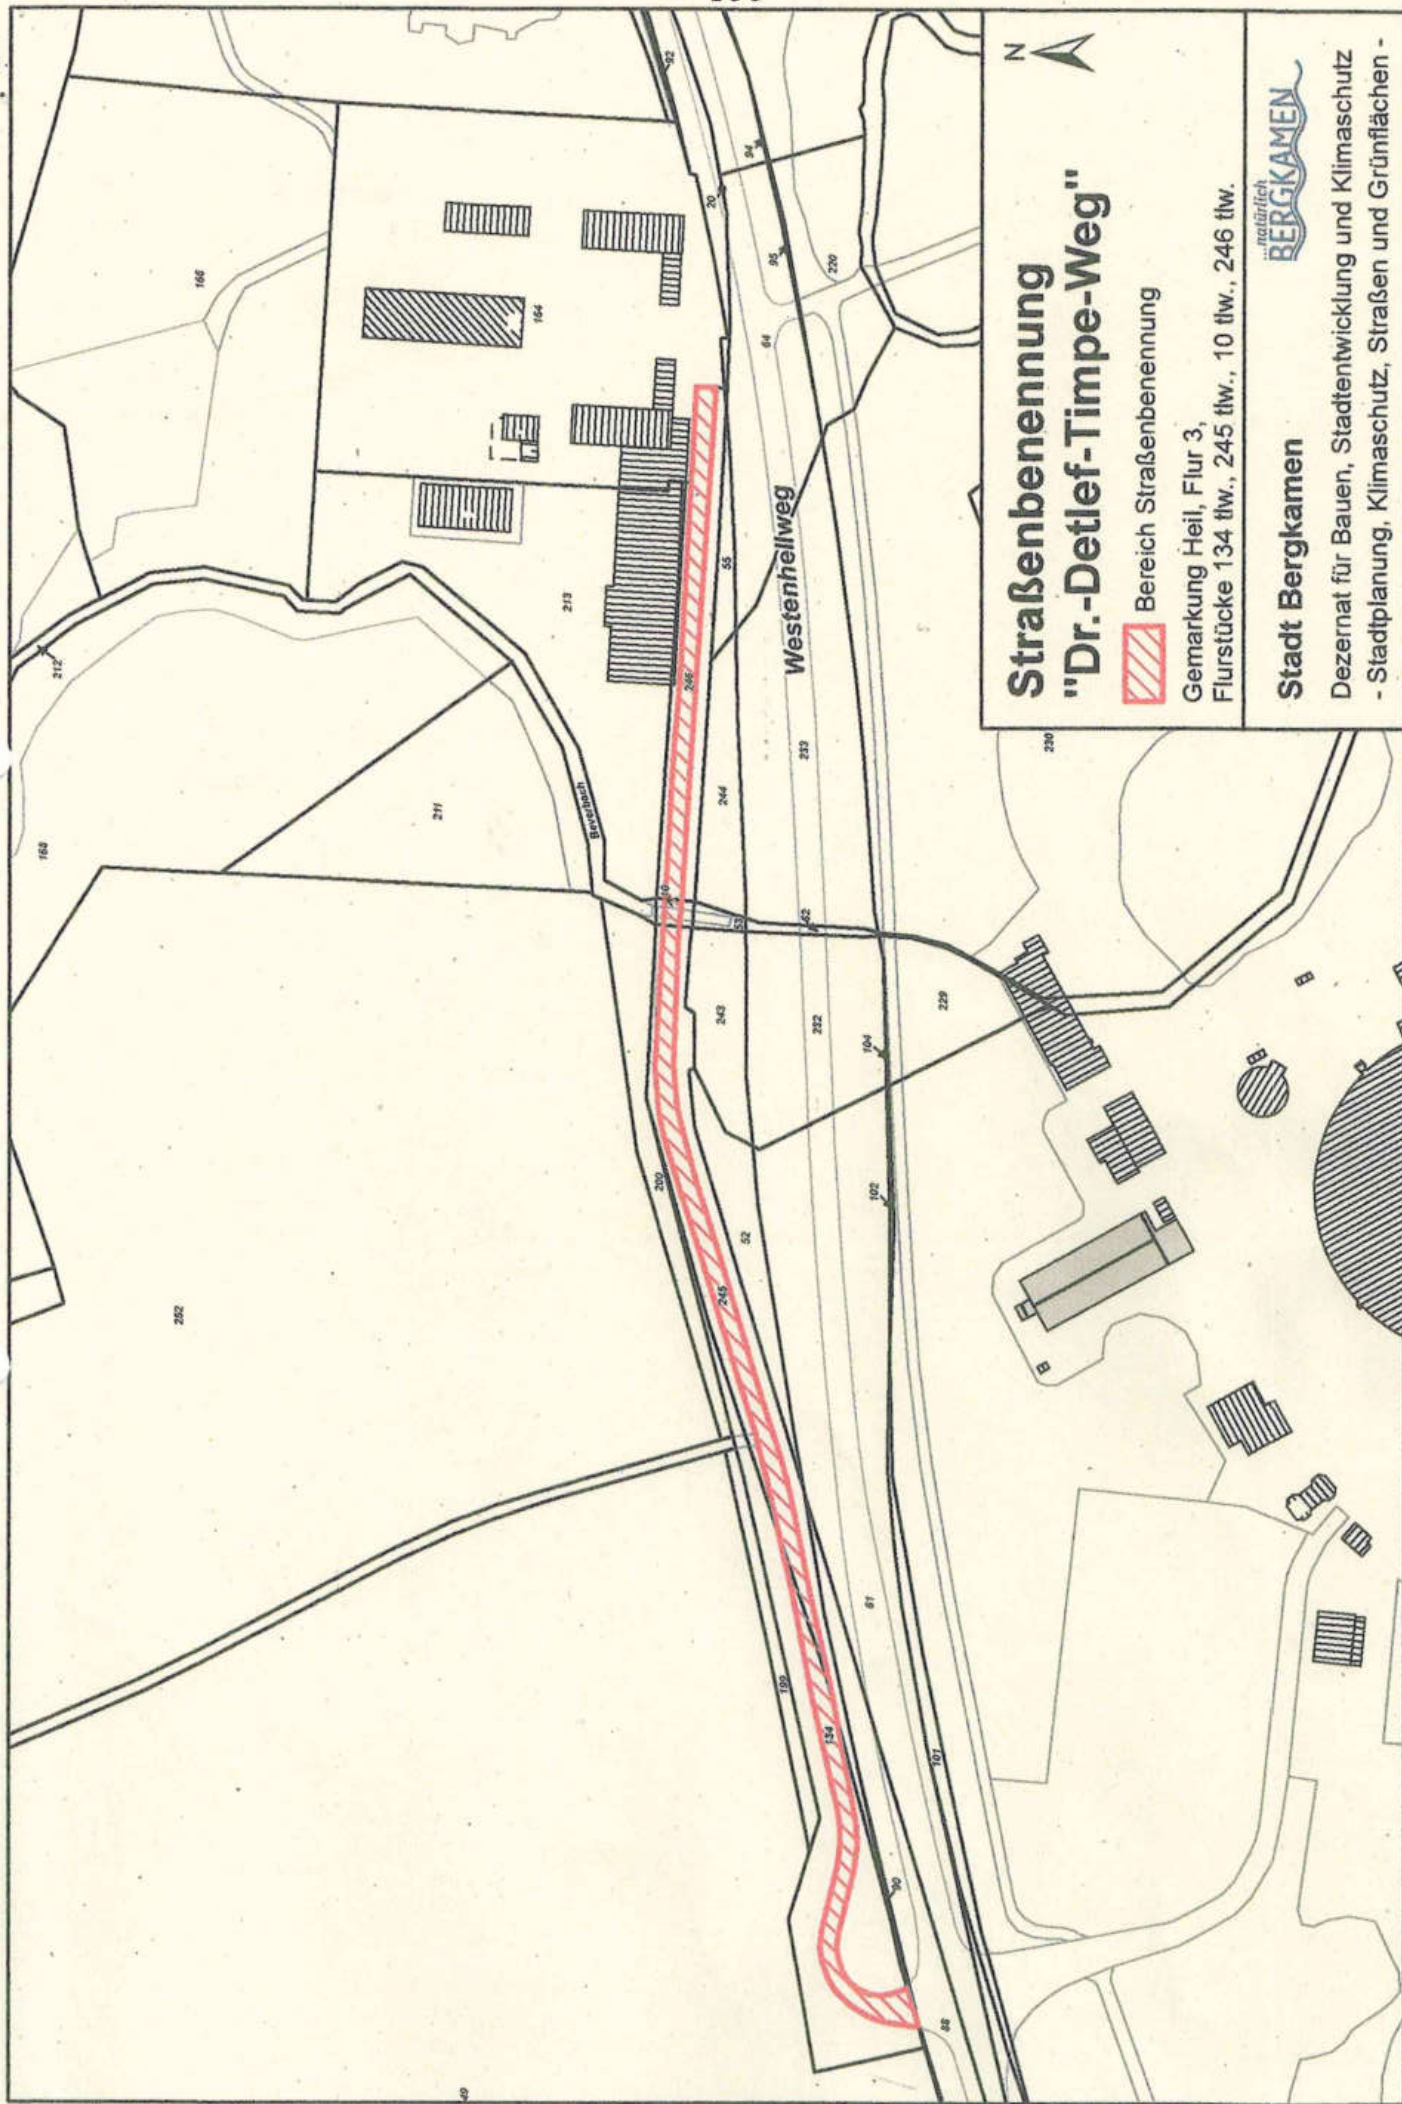 Straßenbenennung
"Dr.-Detlef-Timpe-Weg"
Bereich Straßenbenennung
Gemarkung Heil, Flur 3,
Flurstücke 134 tlw., 245 tlw., 10 tlw., 246 tlw.
N
...natürlich
BERGKAMEN
Stadt Bergkamen
Dezernat für Bauen, Stadtentwicklung und Klimaschutz
- Stadtplanung, Klimaschutz, Straßen und Grünflächen -
Westenhellweg
Beverbach
92
94
20
95
220
64
166
164
213
55
246
212
211
168
244
233
230
10
53
62
243
232
229
104
102
200
52
245
252
61
199
134
101
90
88
49